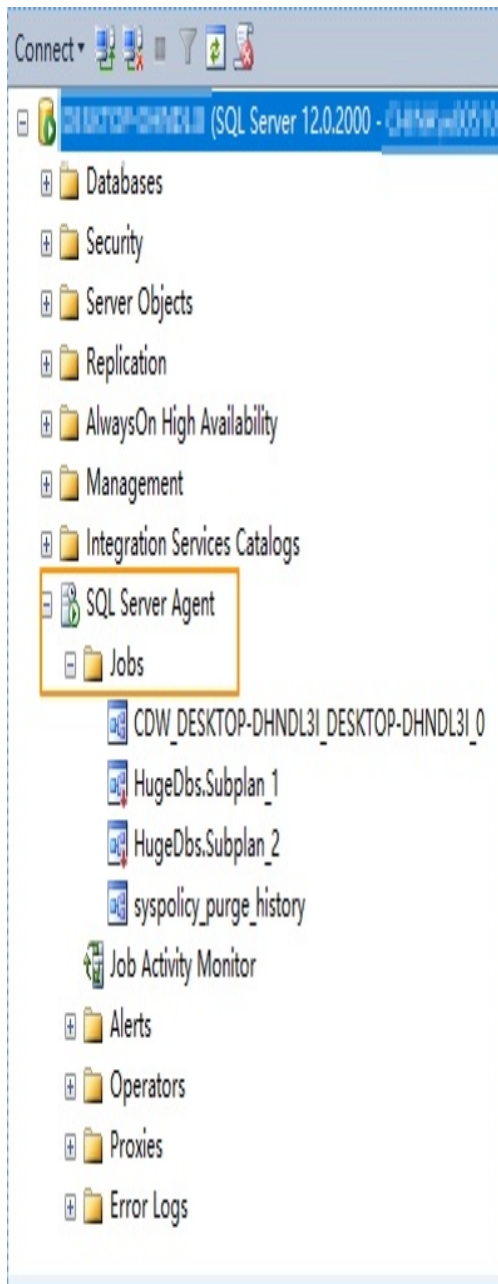 Connect
(SQL Server 12.0.2000 -
Databases
Security
Server Objects
Replication
AlwaysOn High Availability
Management
Integration Services Catalogs
SQL Server Agent
Jobs
CDW_DESKTOP-DHNDL3I_DESKTOP-DHNDL3I_0
HugeDbs.Subplan_1
HugeDbs.Subplan_2
syspolicy_purge_history
Job Activity Monitor
Alerts
Operators
Proxies
Error Logs